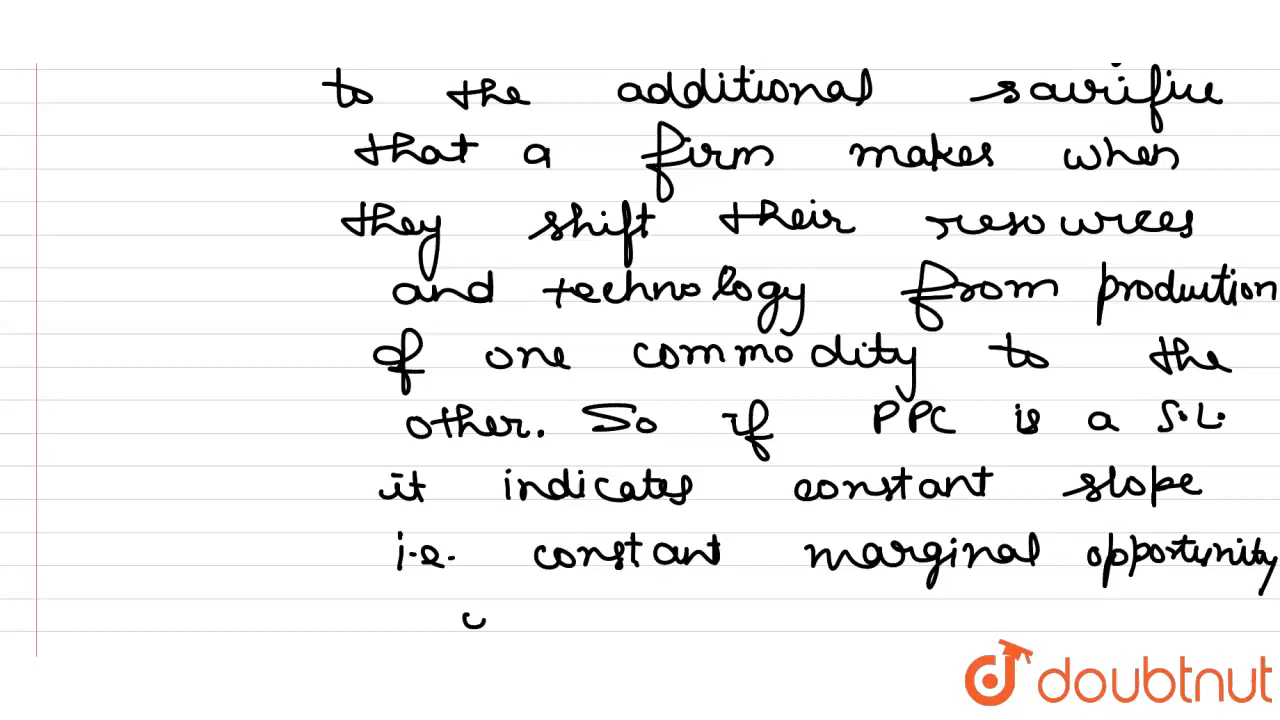 to the additional sacrifice
that a firm makes when
they shift their resources
and technology from production
of one commodity to the
other. So if PPC is a S.L.
it indicates constant slope
i.e. constant marginal opportunity
c
doubtnut